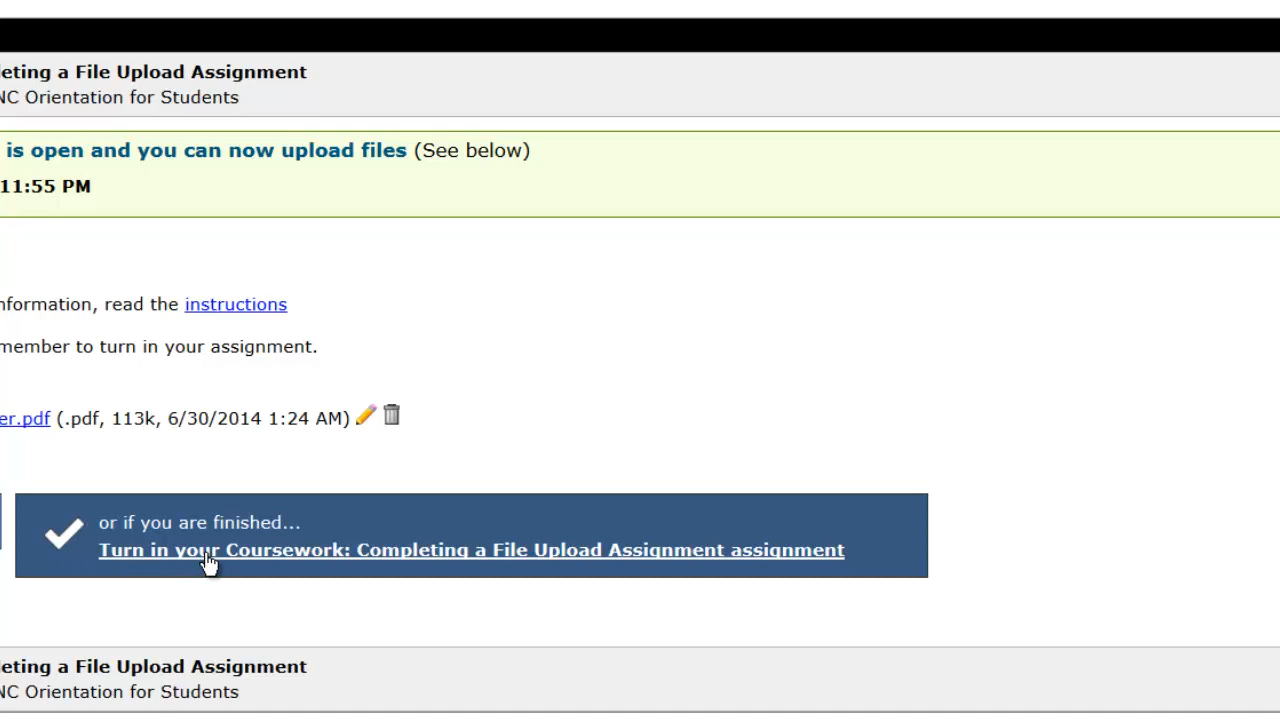 leting a File Upload Assignment
NC Orientation for Students
is open and you can now upload files (See below)
11:55 PM
nformation, read the instructions
member to turn in your assignment.
er.pdf (.pdf, 113k, 6/30/2014 1:24 AM)
or if you are finished...
Turn in your Coursework: Completing a File Upload Assignment assignment
leting a File Upload Assignment
NC Orientation for Students